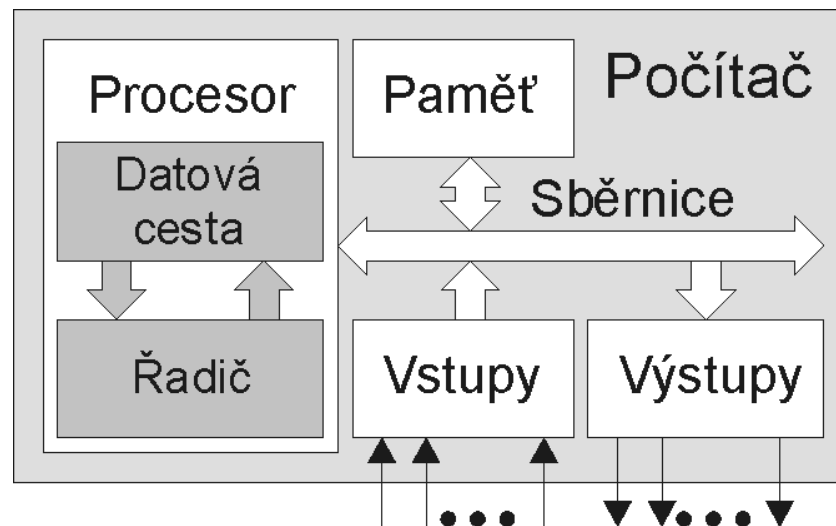 Počítač
Procesor
Datová
cesta
Řadič
Paměť
Sběrnice
Vstupy
Výstupy